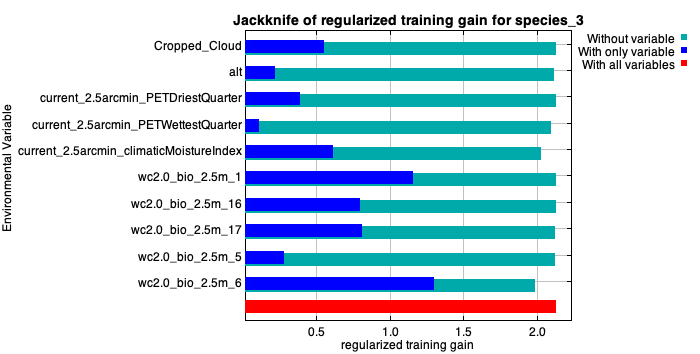 Jackknife of regularized training gain for species_3
Without variable
With only variable
With all variables
Environmental Variable
Cropped_Cloud
alt
current_2.5arcmin_PETDriestQuarter
current_2.5arcmin_PETWettestQuarter
current_2.5arcmin_climaticMoistureIndex
wc2.0_bio_2.5m_1
wc2.0_bio_2.5m_16
wc2.0_bio_2.5m_17
wc2.0_bio_2.5m_5
wc2.0_bio_2.5m_6
0.5 1.0 1.5 2.0
regularized training gain